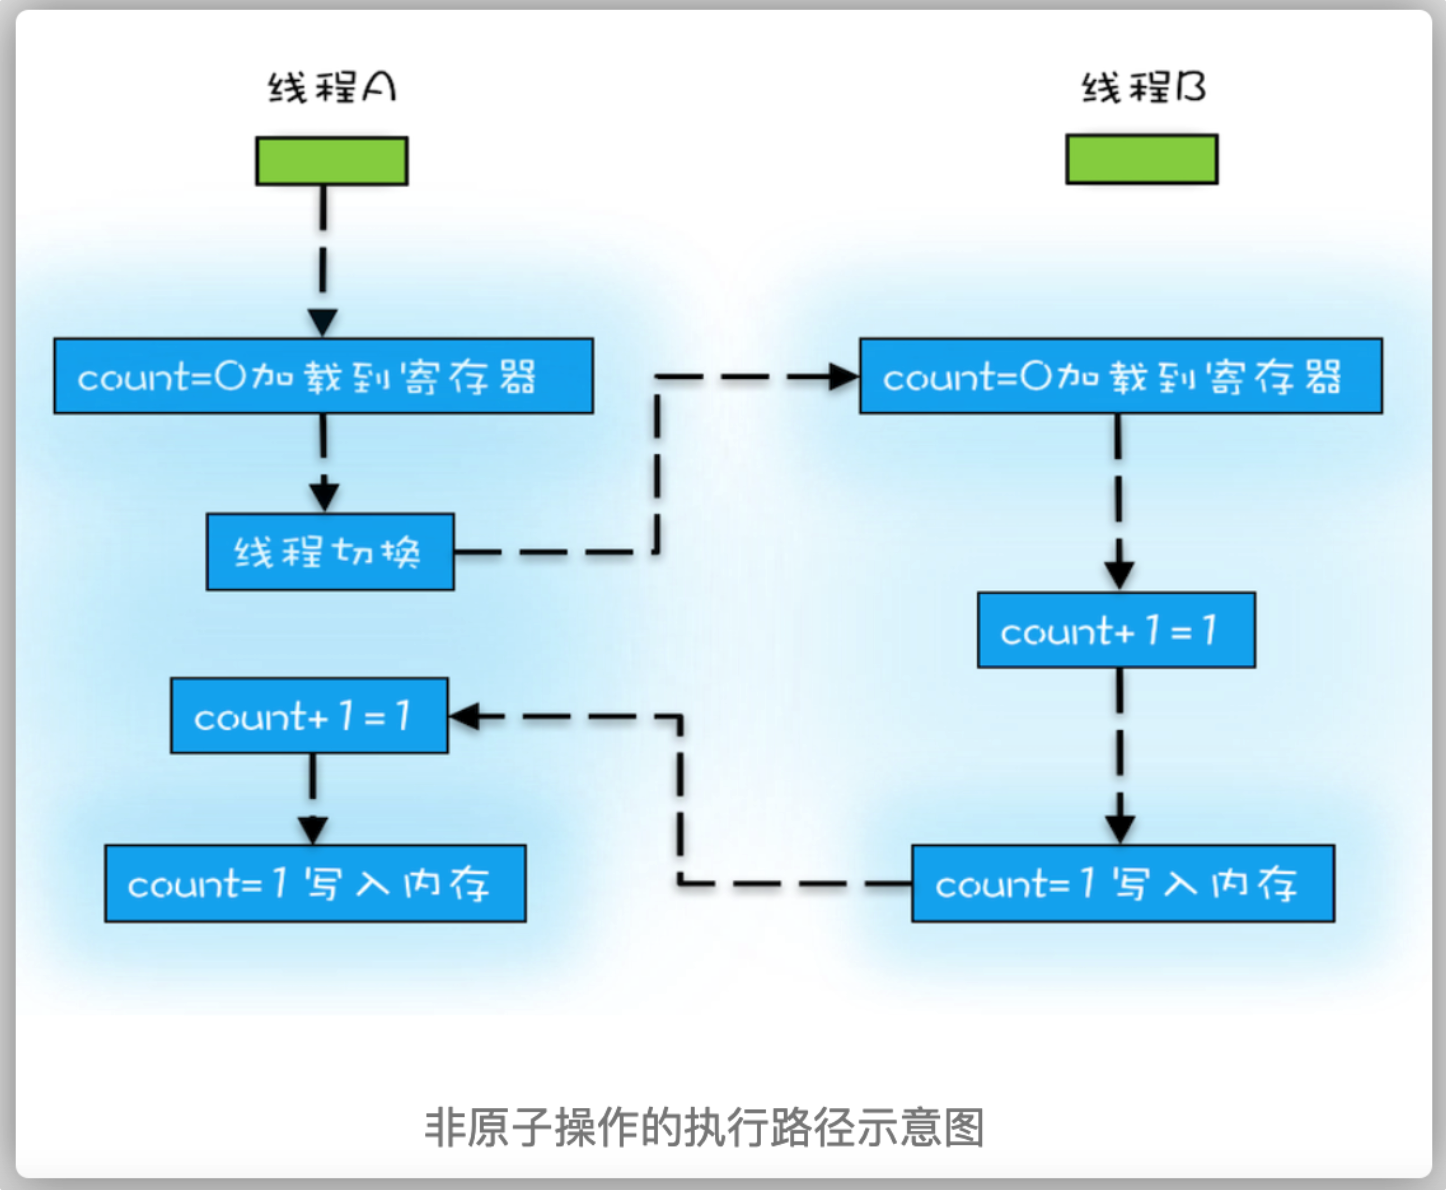 线程A
线程B
count=0加载到寄存器
count=0加载到寄存器
线程切换
count+1=1
count+1=1
count=1写入内存
count=1写入内存
非原子操作的执行路径示意图